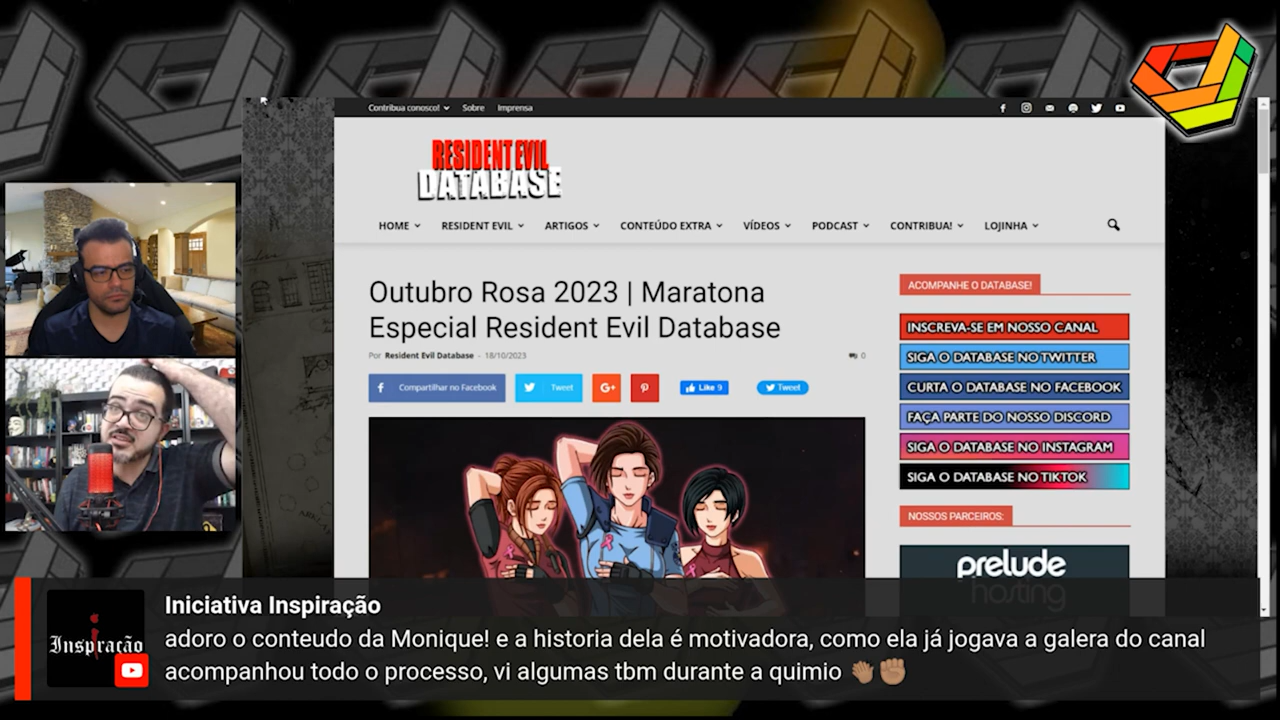 Contribua conosco! Sobre Imprensa
RESIDENT EVIL
DATABASE
HOME RESIDENT EVIL ARTIGOS CONTEÚDO EXTRA VÍDEOS PODCAST CONTRIBUA! LOJINHA
Outubro Rosa 2023 | Maratona
Especial Resident Evil Database
Por Resident Evil Database - 18/10/2023 0
Compartilhar no Facebook Tweet G+ Like 9 Tweet
ACOMPANHE O DATABASE!
INSCREVA-SE EM NOSSO CANAL
SIGA O DATABASE NO TWITTER
CURTA O DATABASE NO FACEBOOK
FAÇA PARTE DO NOSSO DISCORD
SIGA O DATABASE NO INSTAGRAM
SIGA O DATABASE NO TIKTOK
NOSSOS PARCEIROS:
prelude
hosting
Inspiração
Iniciativa Inspiração
adoro o conteudo da Monique! e a historia dela é motivadora, como ela já jogava a galera do canal
acompanhou todo o processo, vi algumas tbm durante a quimio 👏🏽✊🏽